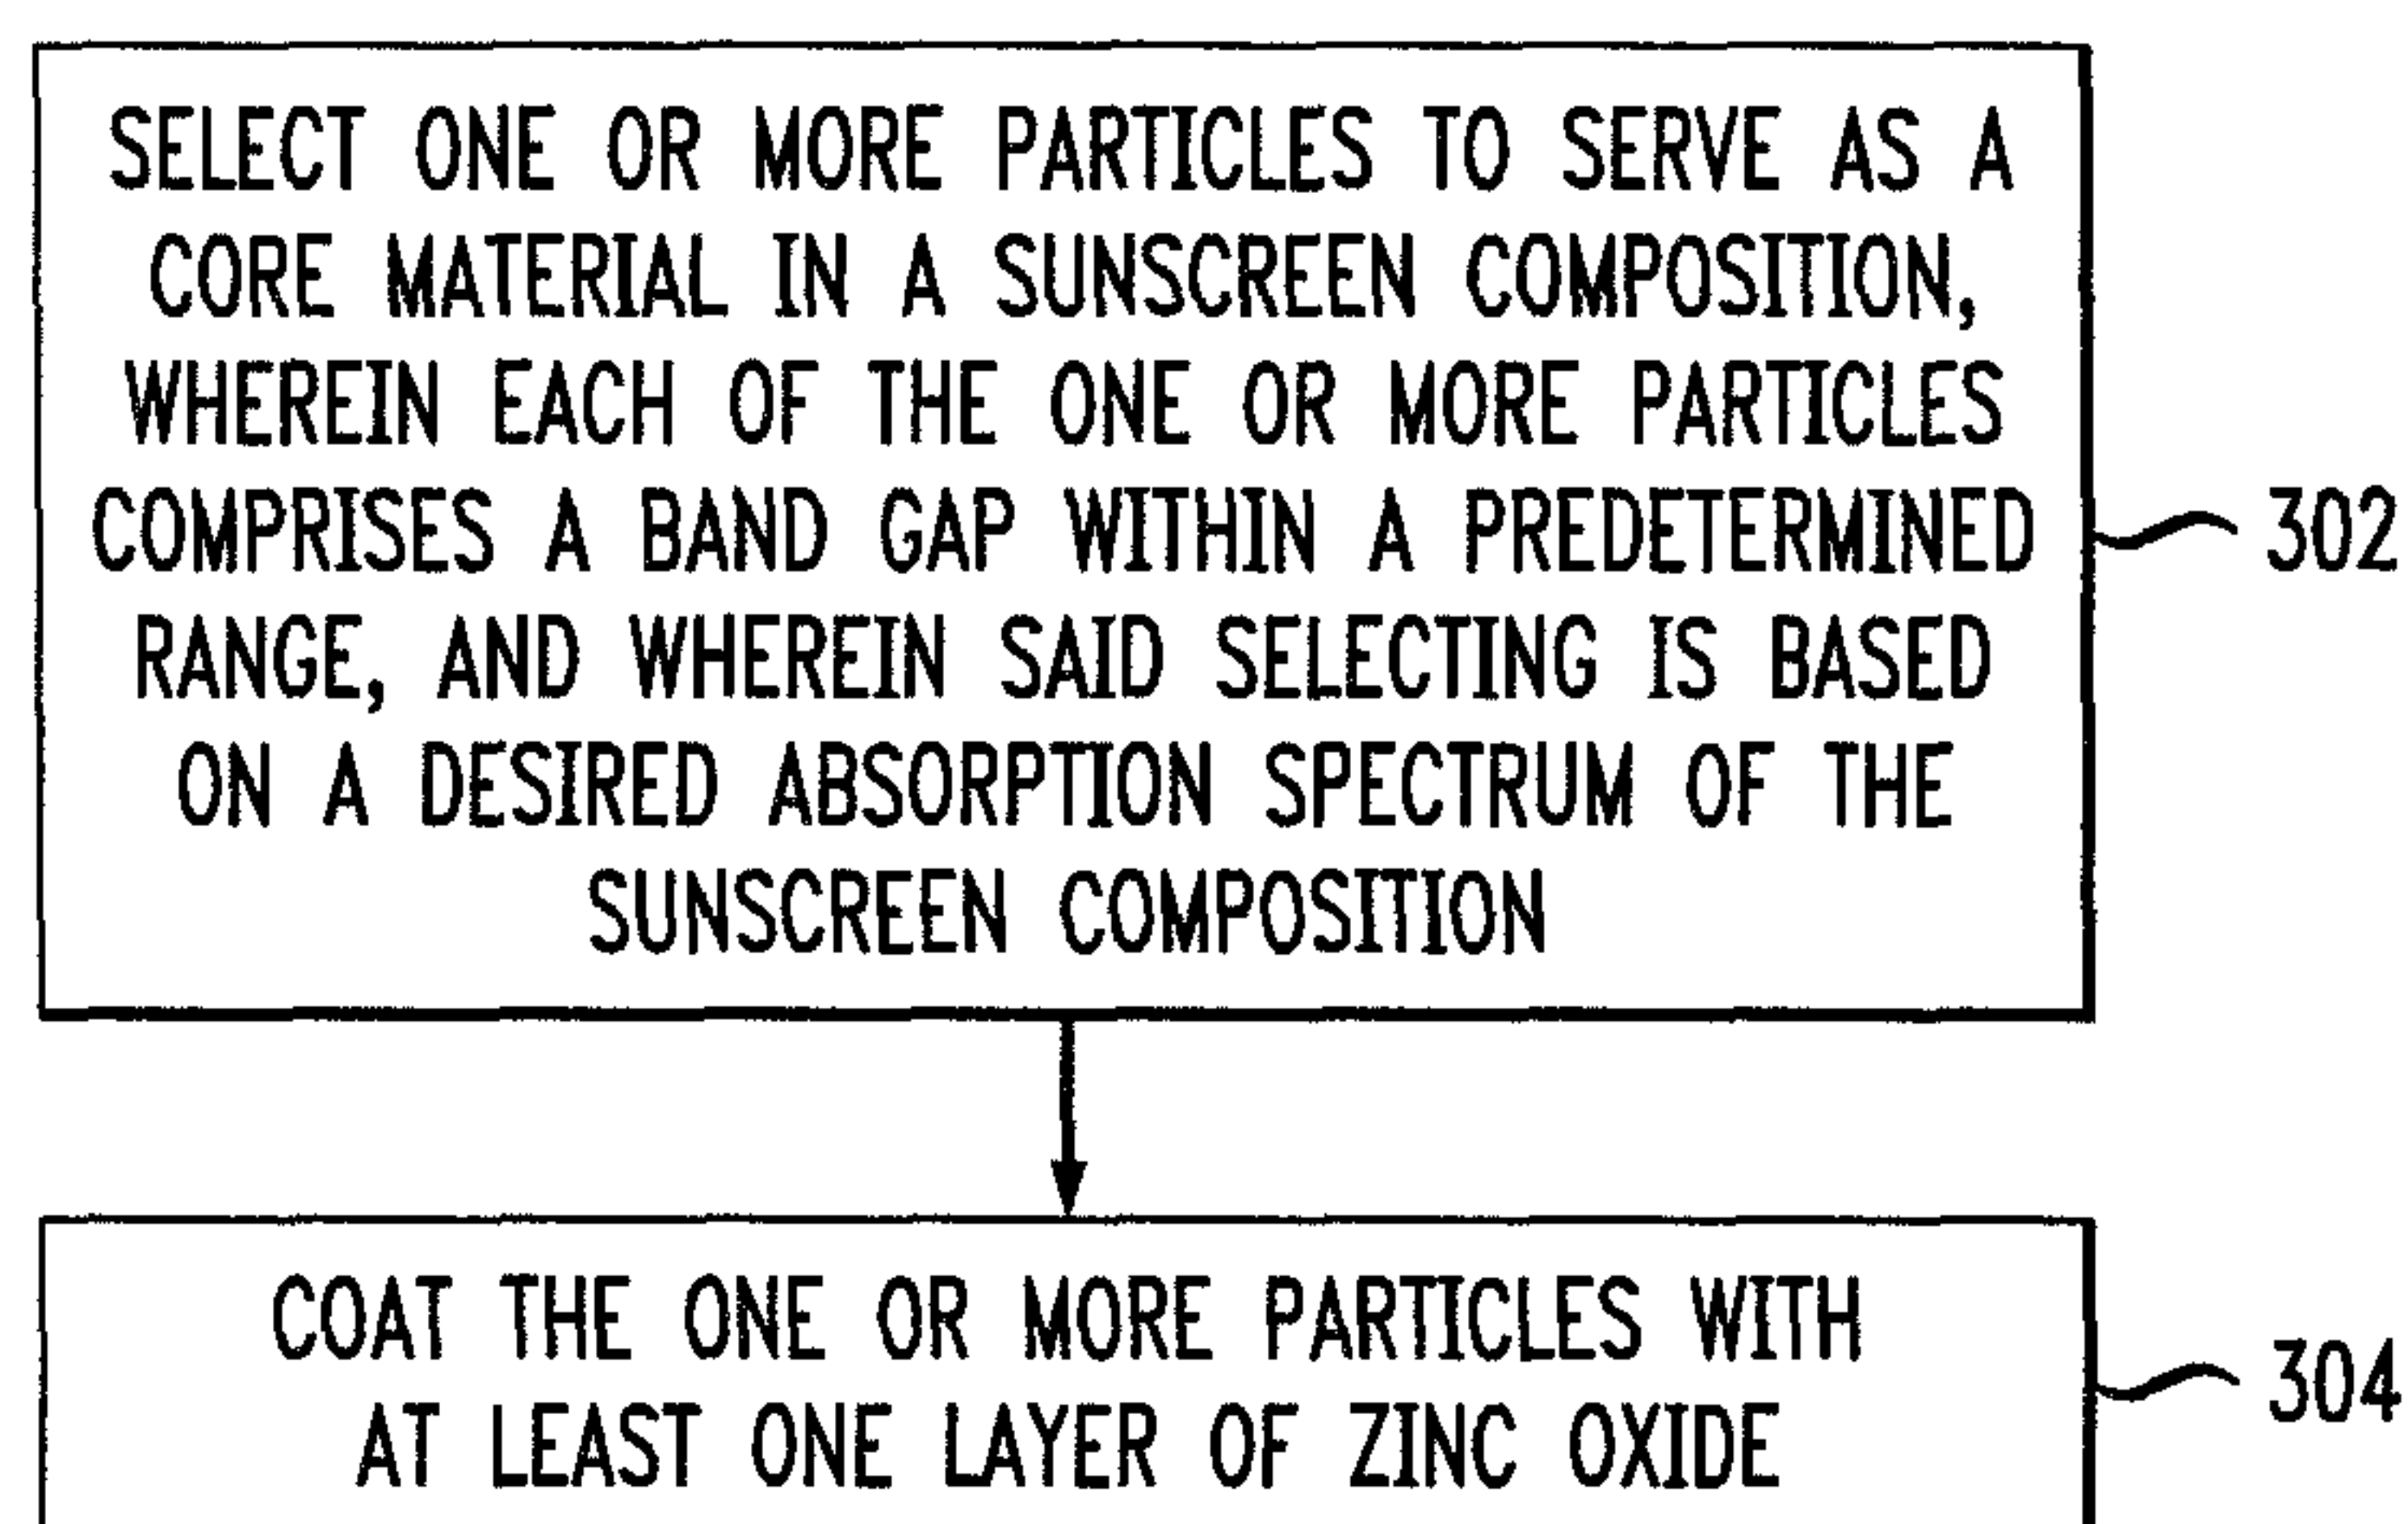 SELECT ONE OR MORE PARTICLES TO SERVE AS A
CORE MATERIAL IN A SUNSCREEN COMPOSITION,
WHEREIN EACH OF THE ONE OR MORE PARTICLES
COMPRISES A BAND GAP WITHIN A PREDETERMINED
RANGE, AND WHEREIN SAID SELECTING IS BASED
ON A DESIRED ABSORPTION SPECTRUM OF THE
SUNSCREEN COMPOSITION
302
COAT THE ONE OR MORE PARTICLES WITH
AT LEAST ONE LAYER OF ZINC OXIDE
304